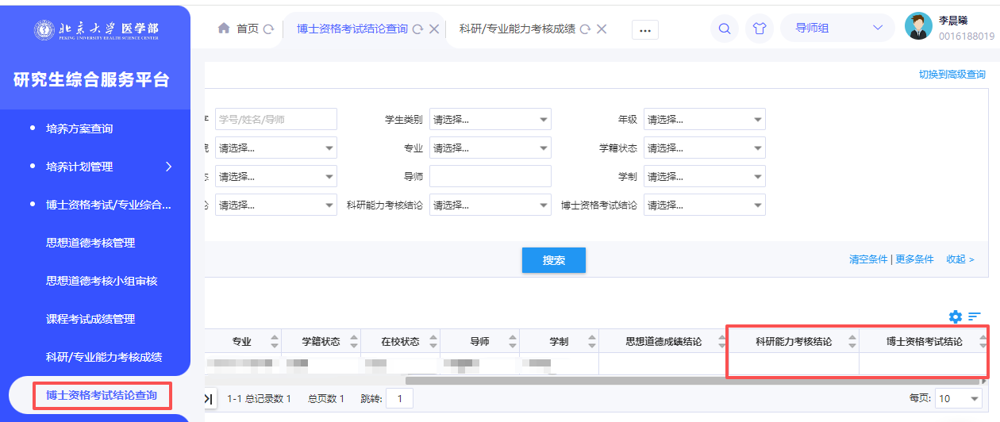 北京大学 医学部
PEKING UNIVERSITY HEALTH SCIENCE CENTER
研究生综合服务平台
培养方案查询
培养计划管理
博士资格考试/专业综合...
思想道德考核管理
思想道德考核小组审核
课程考试成绩管理
科研/专业能力考核成绩
博士资格考试结论查询
首页 博士资格考试结论查询 科研/专业能力考核成绩 ... 导师组 李晨曦
0016188019
切换到高级查询
学号/姓名/导师 学生类别 请选择... 年级 请选择...
请选择... 专业 请选择... 学籍状态 请选择...
请选择... 导师 学制 请选择...
请选择... 科研能力考核结论 请选择... 博士资格考试结论 请选择...
搜索 清空条件 | 更多条件 收起 >
专业 学籍状态 在校状态 导师 学制 思想道德成绩结论 科研能力考核结论 博士资格考试结论
1-1 总记录数 1 总页数 1 跳转: 1 每页: 10